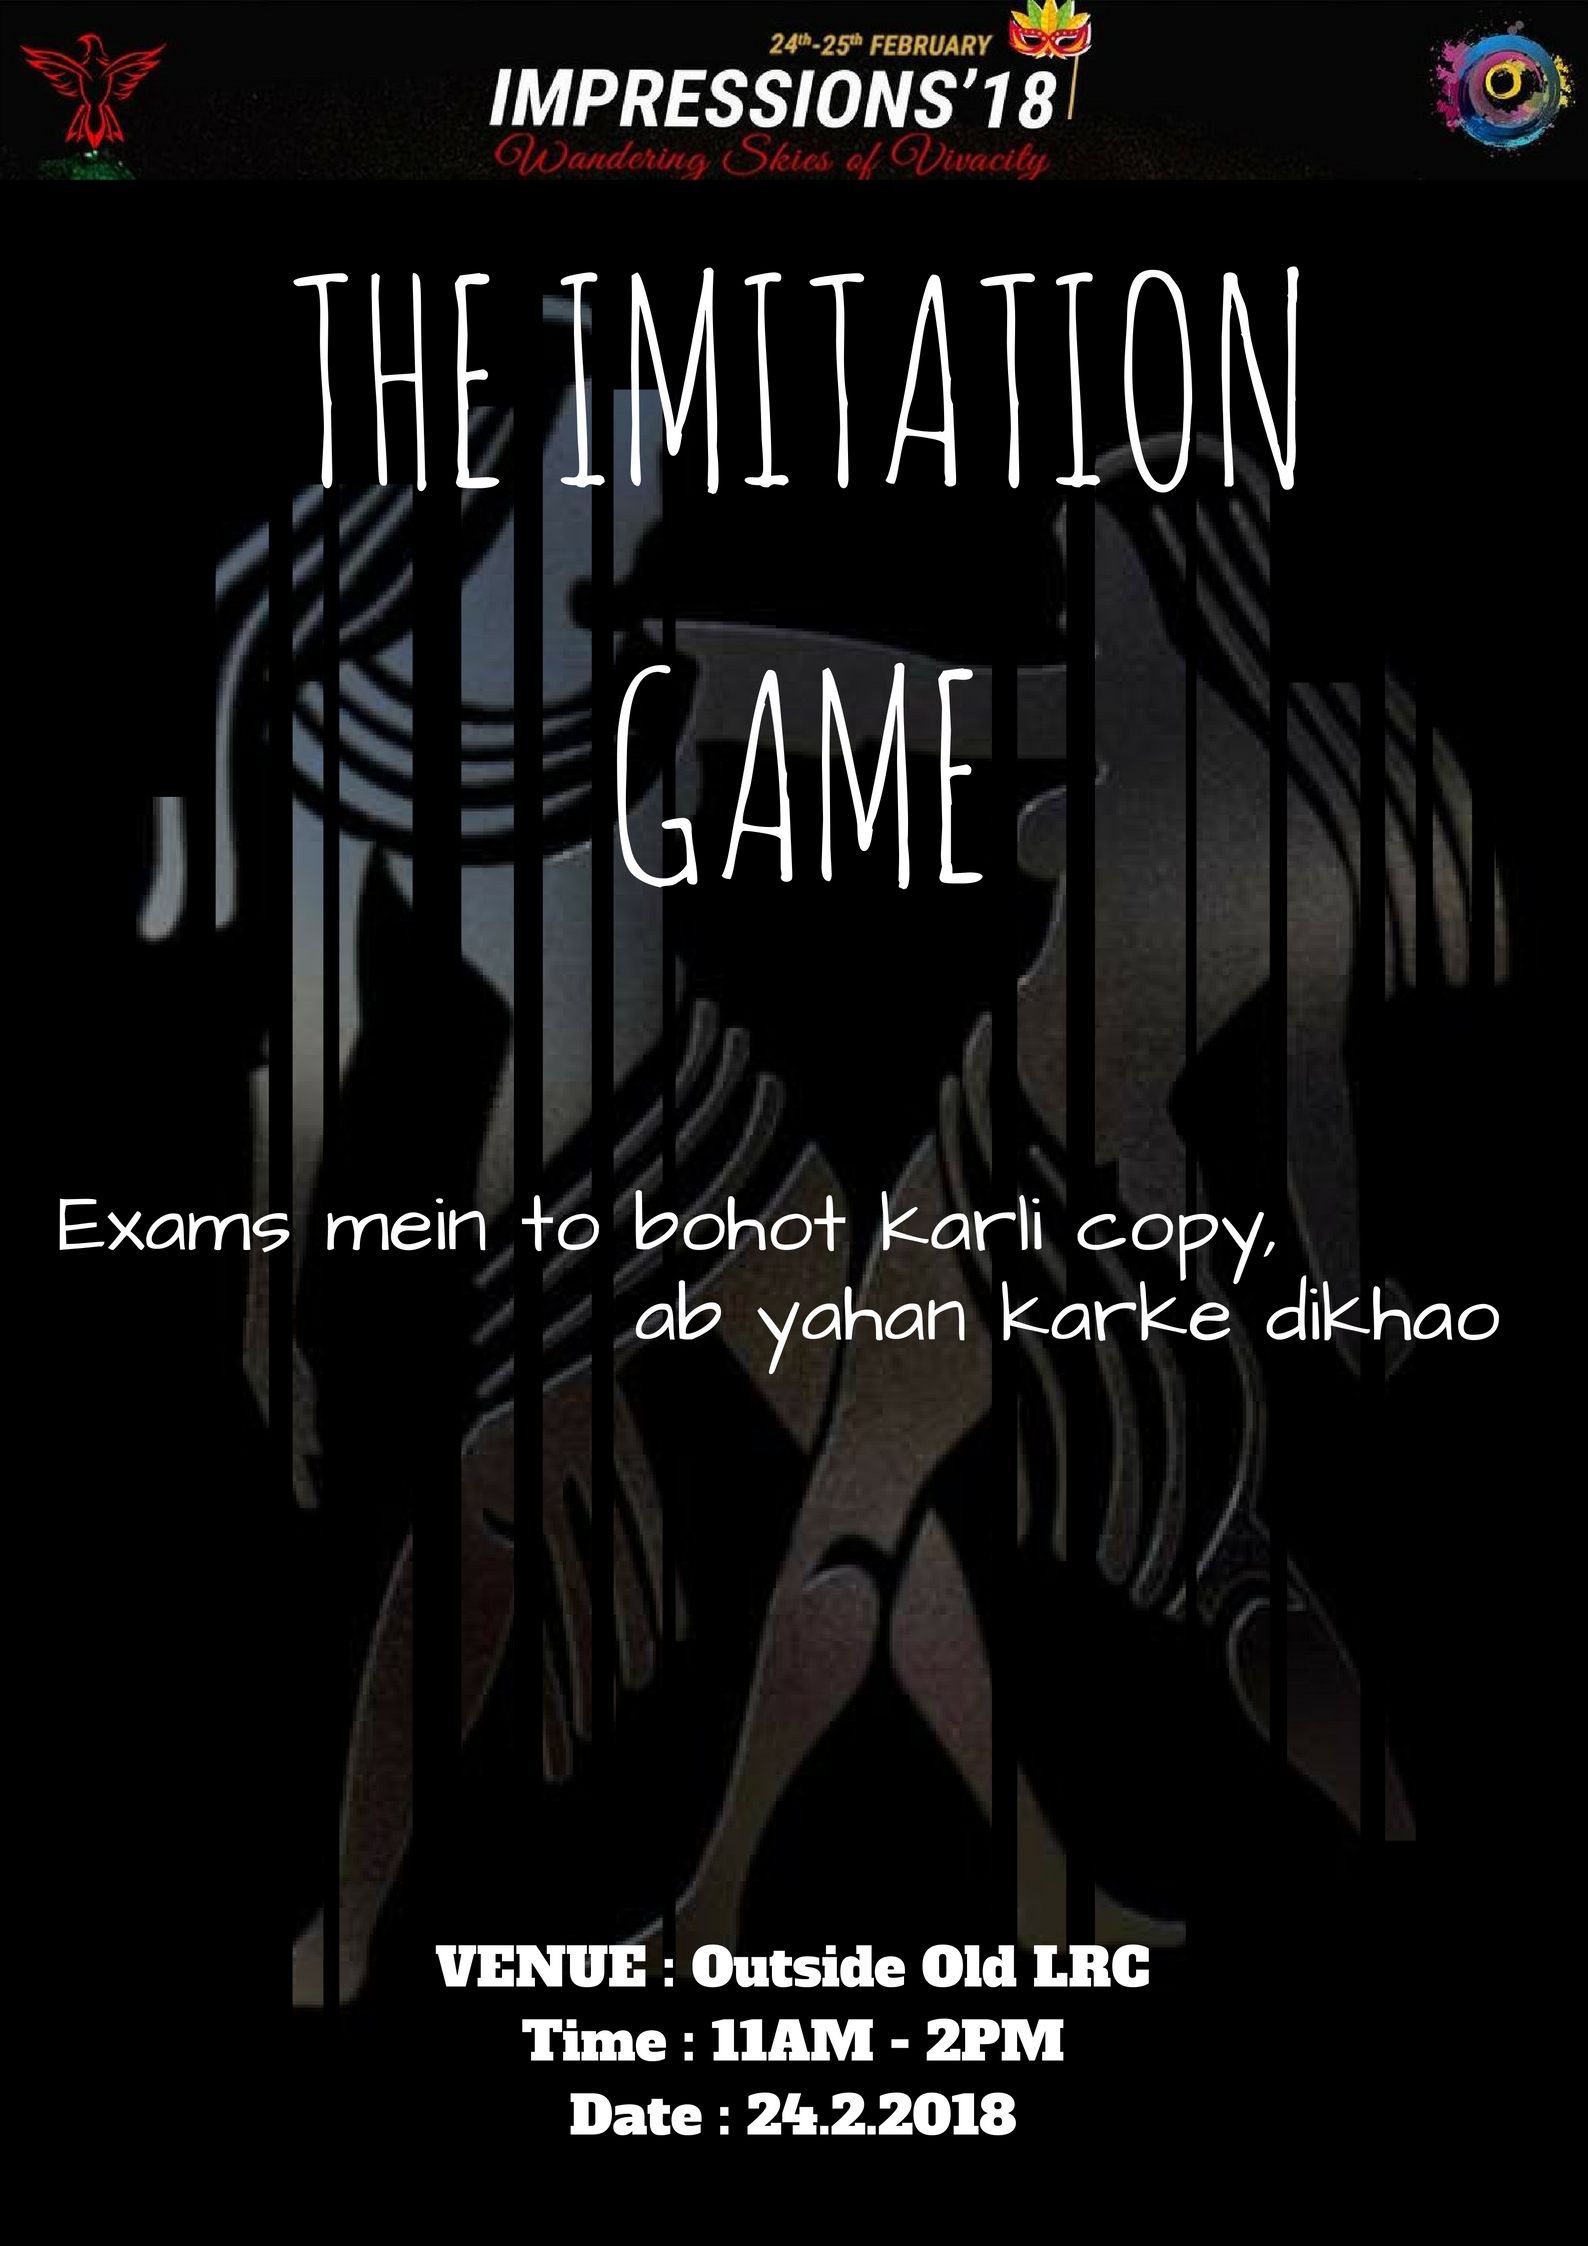 24th-25th FEBRUARY
IMPRESSIONS'18
Wandering Skies of Vivacity
THE IMITATION
GAME
Exams mein to bohot karli copy,
ab yahan karke dikhao
VENUE : Outside Old LRC
Time : 11AM - 2PM
Date : 24.2.2018